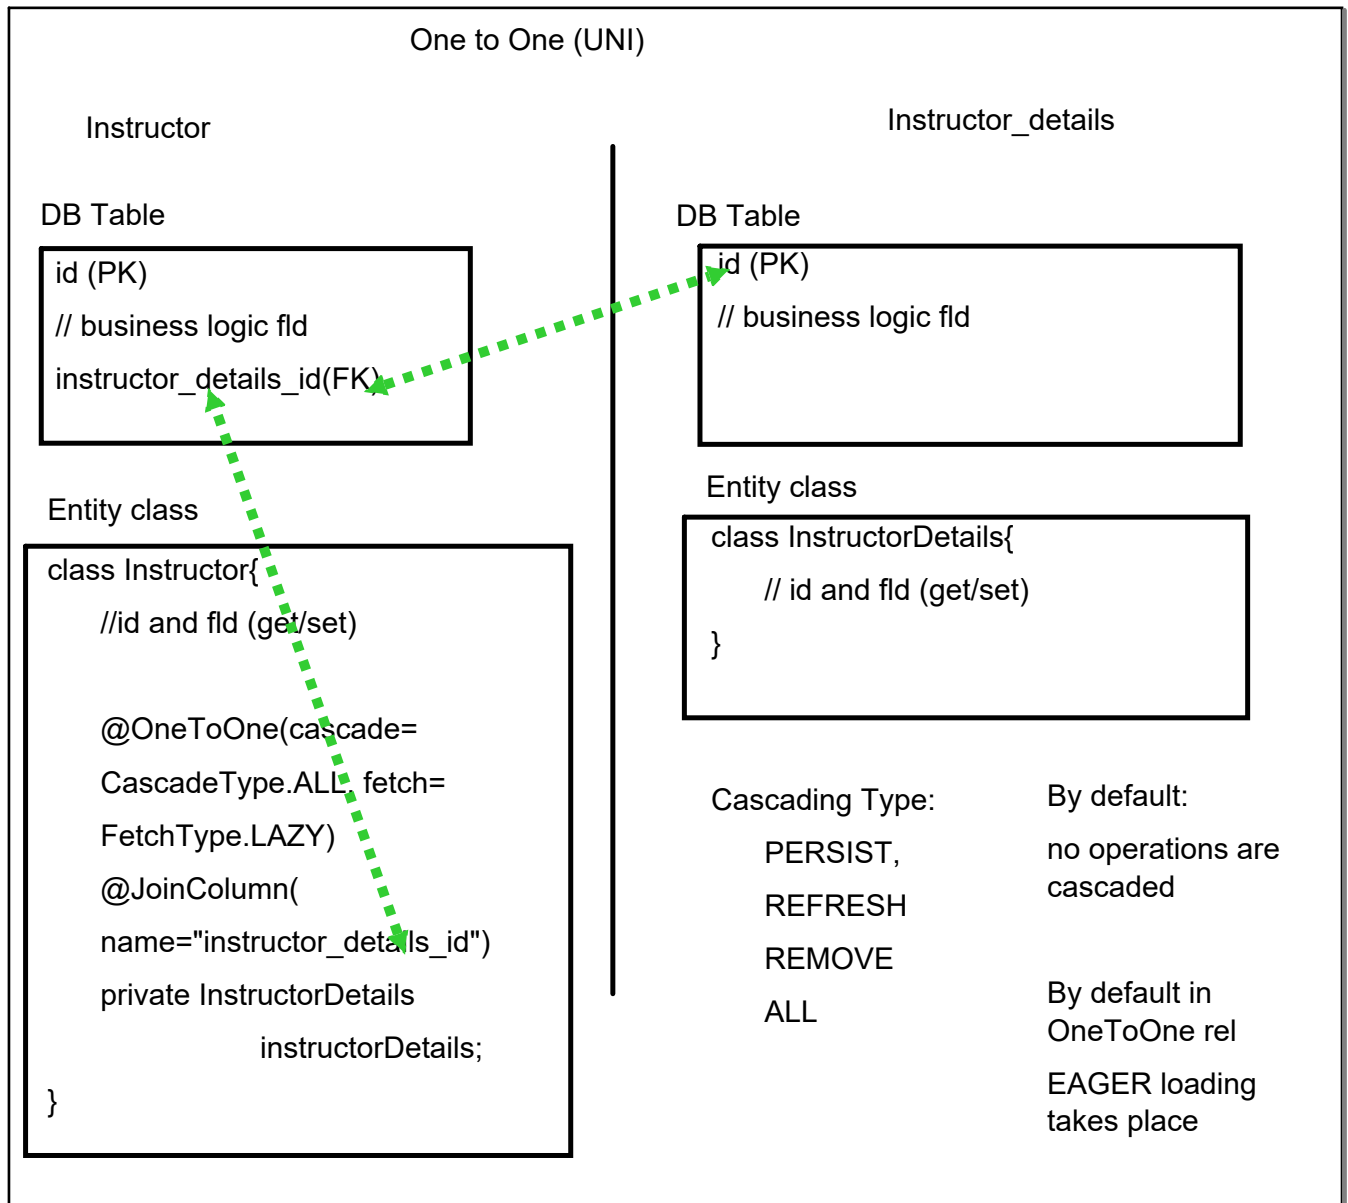 One to One (UNI)
Instructor
DB Table
id (PK)
// business logic fld
instructor_details_id(FK)
Entity class
class Instructor{
//id and fld (get/set)
@OneToOne(cascade=
CascadeType.ALL, fetch=
FetchType.LAZY)
@JoinColumn(
name="instructor_details_id")
private InstructorDetails
instructorDetails;
}
Instructor_details
DB Table
id (PK)
// business logic fld
Entity class
class InstructorDetails{
// id and fld (get/set)
}
Cascading Type:
PERSIST,
REFRESH
REMOVE
ALL
By default:
no operations are
cascaded
By default in
OneToOne rel
EAGER loading
takes place